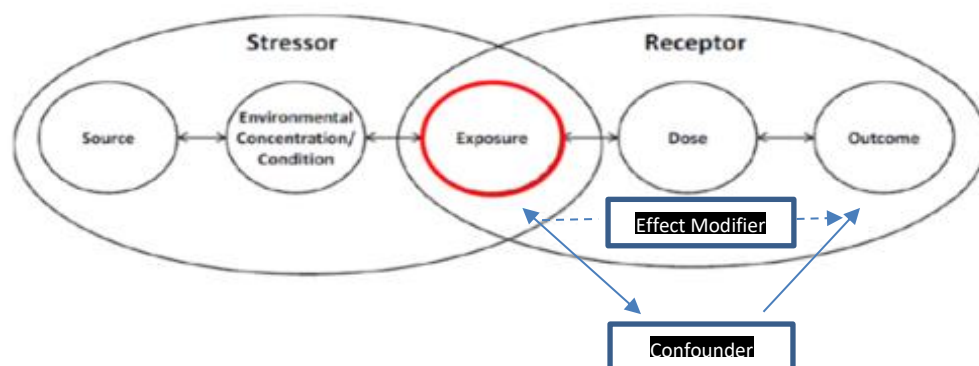 Stressor
Receptor
Source
Environmental
Concentration/
Condition
Exposure
Dose
Outcome
Effect Modifier
Confounder